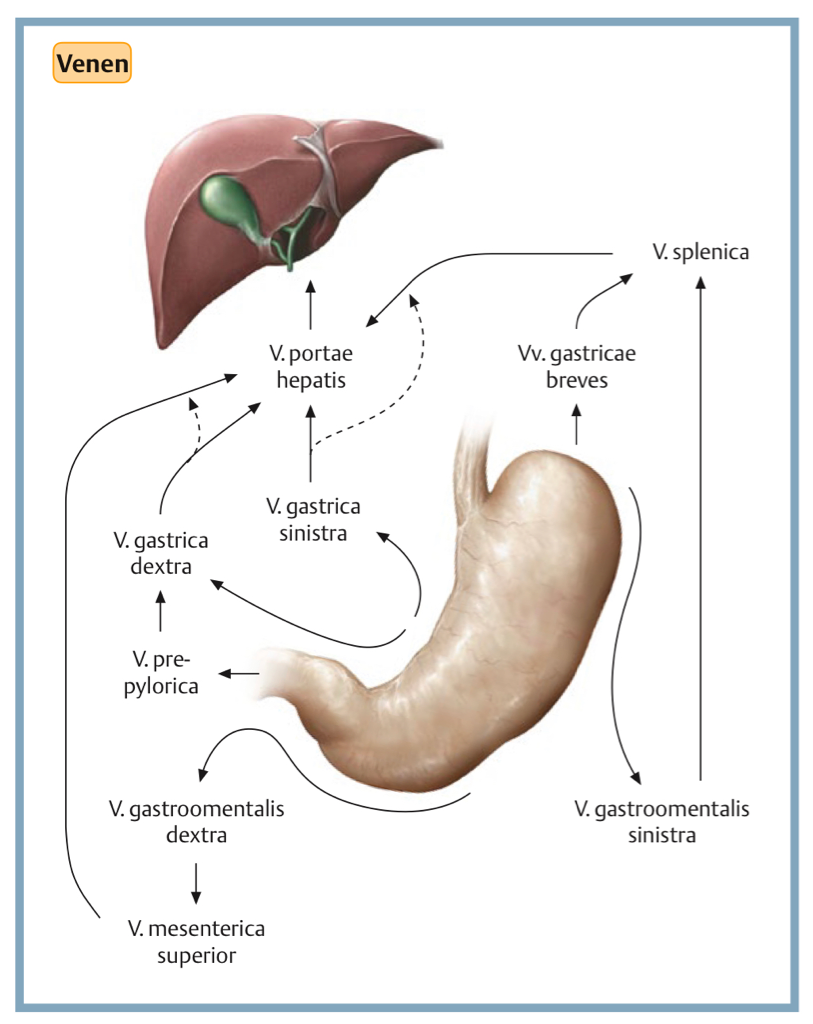 Venen
V. splenica
V. portae
hepatis
Vv. gastricae
breves
V. gastrica
sinistra
V. gastrica
dextra
V. pre-
pylorica
V. gastroomentalis
dextra
V. gastroomentalis
sinistra
V. mesenterica
superior